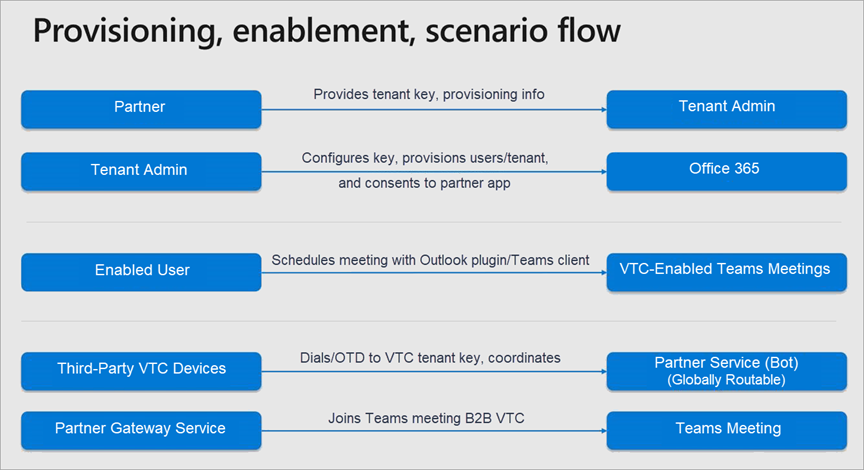 Provisioning, enablement, scenario flow
Partner
Provides tenant key, provisioning info
Tenant Admin
Tenant Admin
Configures key, provisions users/tenant,
and consents to partner app
Office 365
Enabled User
Schedules meeting with Outlook plugin/Teams client
VTC-Enabled Teams Meetings
Third-Party VTC Devices
Dials/OTD to VTC tenant key, coordinates
Partner Service (Bot)
(Globally Routable)
Partner Gateway Service
Joins Teams meeting B2B VTC
Teams Meeting